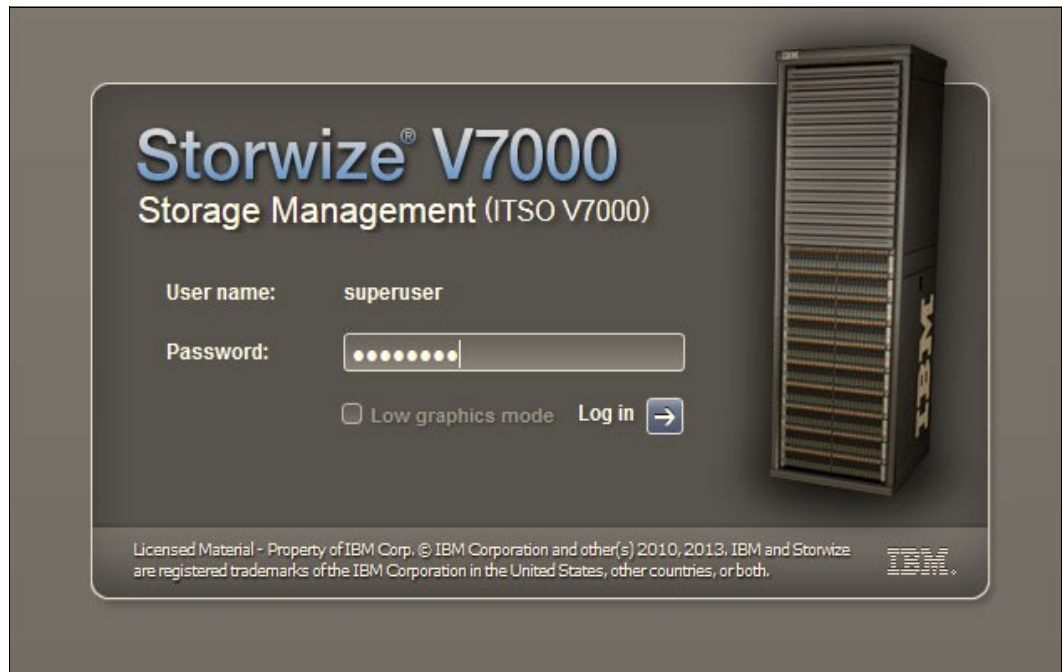 IBM
Storwize® V7000
Storage Management (ITSO V7000)
User name: superuser
Password: ••••••••
Low graphics mode Log in
IBM
Licensed Material - Property of IBM Corp. © IBM Corporation and other(s) 2010, 2013. IBM and Storwize
are registered trademarks of the IBM Corporation in the United States, other countries, or both.
IBM.